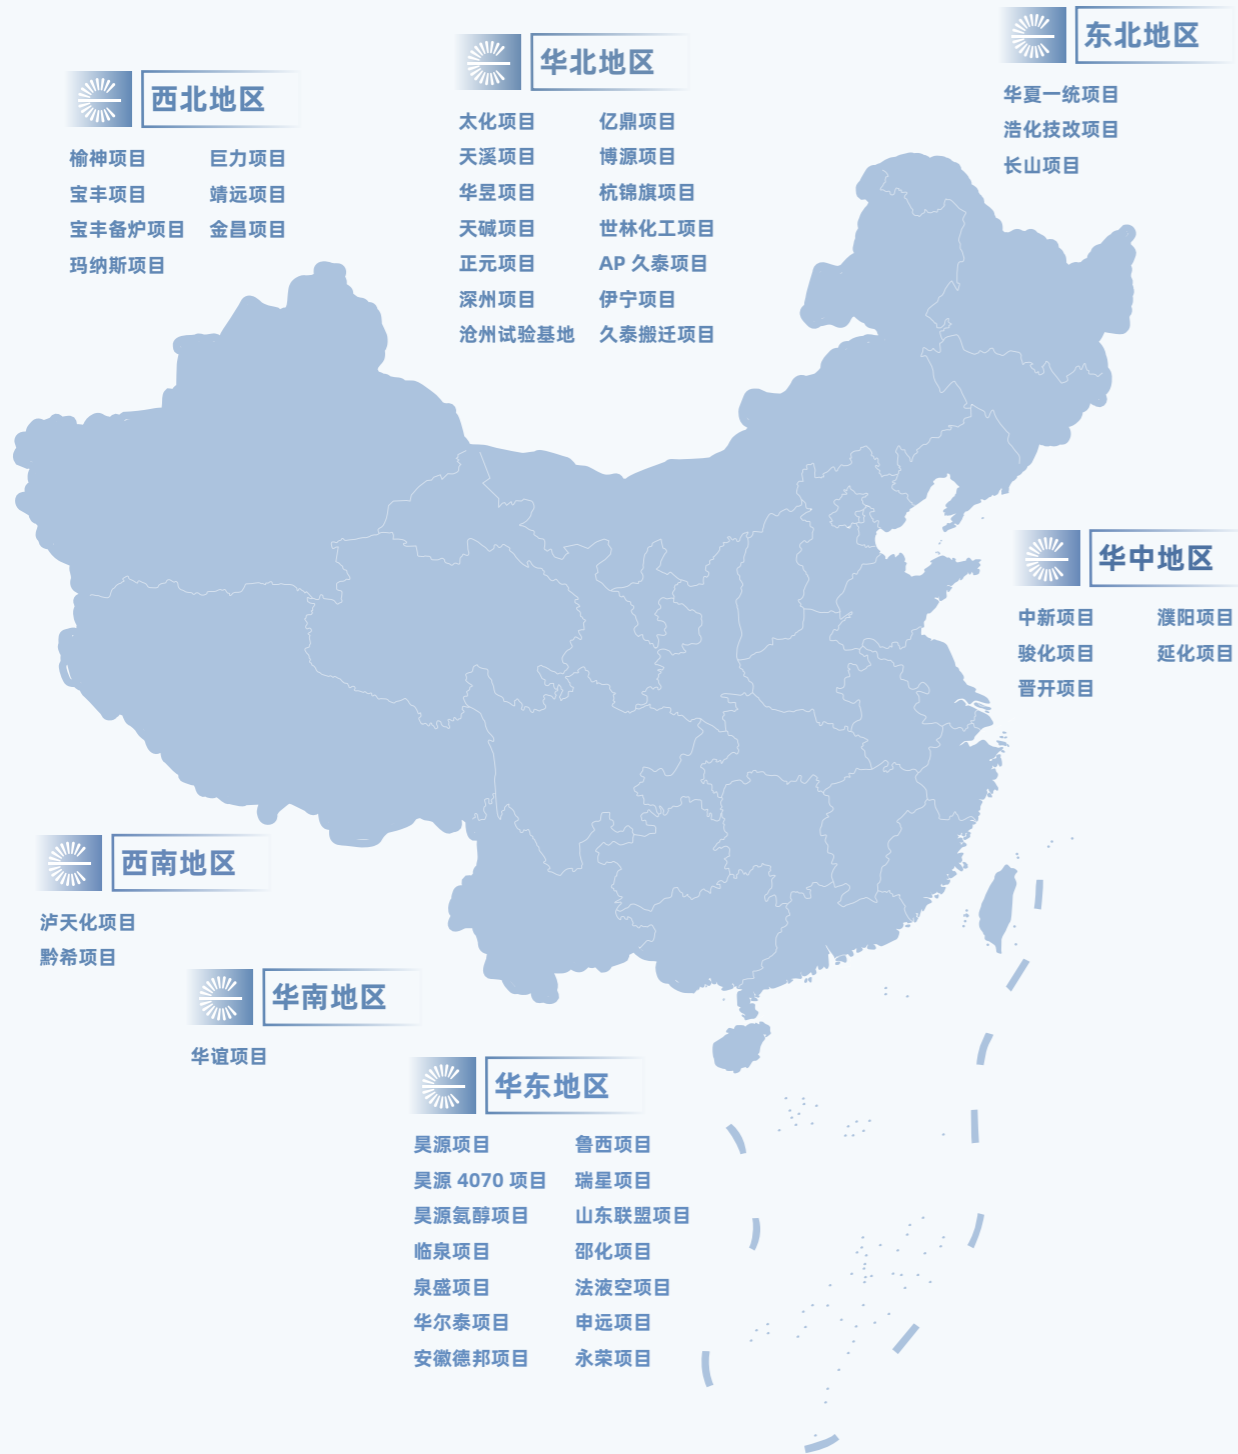 东北地区
华夏一统项目
浩化技改项目
长山项目
华北地区
太化项目 亿鼎项目
天溪项目 博源项目
华昱项目 杭锦旗项目
天碱项目 世林化工项目
正元项目 AP 久泰项目
深州项目 伊宁项目
沧州试验基地 久泰搬迁项目
西北地区
榆神项目 巨力项目
宝丰项目 靖远项目
宝丰备炉项目 金昌项目
玛纳斯项目
华中地区
中新项目 濮阳项目
骏化项目 延化项目
晋开项目
西南地区
泸天化项目
黔希项目
华南地区
华谊项目
华东地区
昊源项目 鲁西项目
昊源 4070 项目 瑞星项目
昊源氨醇项目 山东联盟项目
临泉项目 邵化项目
泉盛项目 法液空项目
华尔泰项目 申远项目
安徽德邦项目 永荣项目